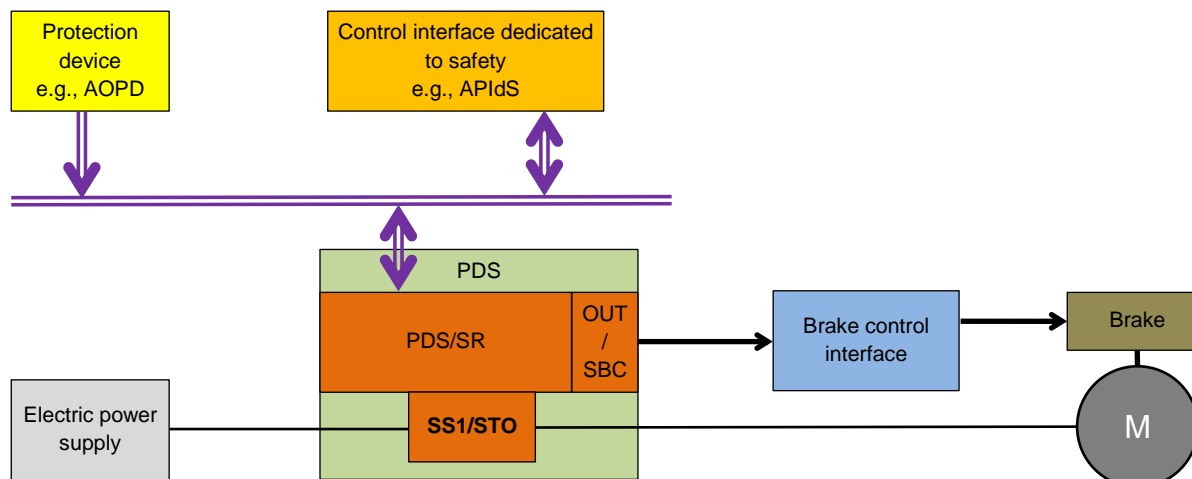 Protection
device
e.g., AOPD
Control interface dedicated
to safety
e.g., APIdS
PDS
PDS/SR
OUT
/
SBC
Brake control
interface
Brake
Electric power
supply
SS1/STO
M